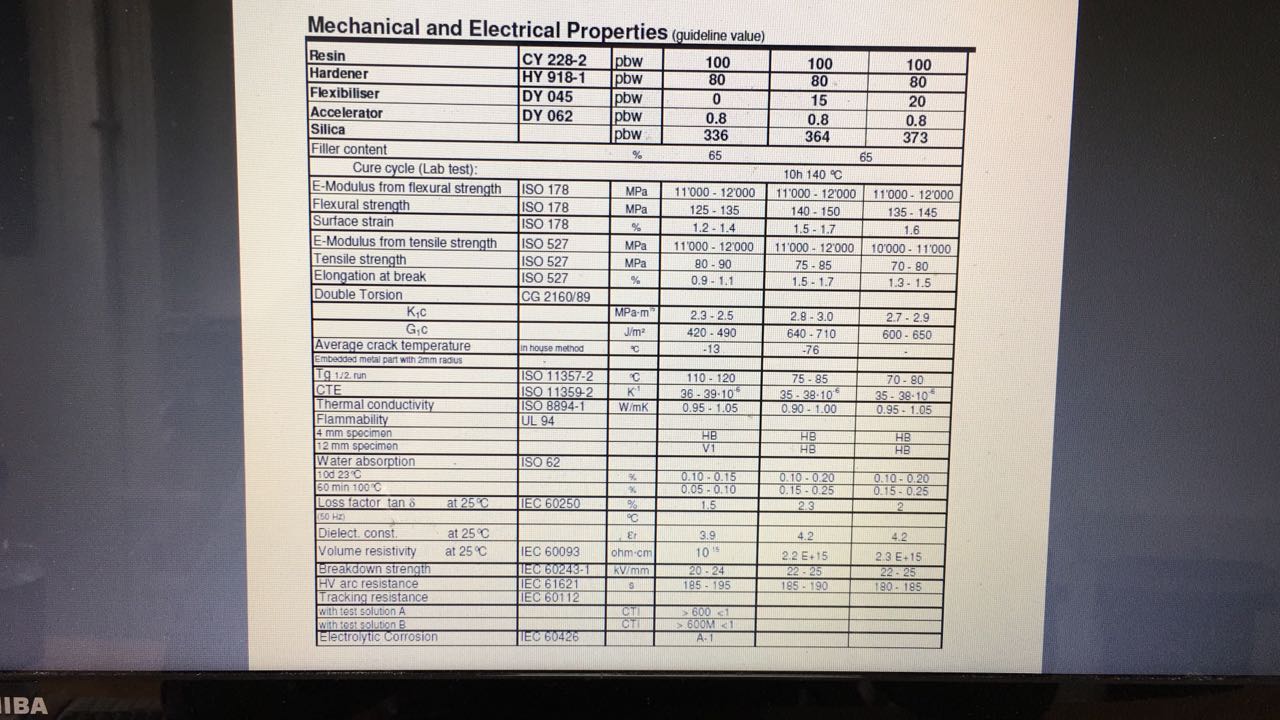 Mechanical and Electrical Properties (guideline value)
Resin CY 228-2 pbw 100 100 100
Hardener HY 918-1 pbw 80 80 80
Flexibiliser DY 045 pbw 0 15 20
Accelerator DY 062 pbw 0.8 0.8 0.8
Silica pbw 336 364 373
Filler content % 65 65
Cure cycle (Lab test): 10h 140 °C
E-Modulus from flexural strength ISO 178 MPa 11'000 - 12'000 11'000 - 12'000 11'000 - 12'000
Flexural strength ISO 178 MPa 125 - 135 140 - 150 135 - 145
Surface strain ISO 178 % 1.2 - 1.4 1.5 - 1.7 1.6
E-Modulus from tensile strength ISO 527 MPa 11'000 - 12'000 11'000 - 12'000 10'000 - 11'000
Tensile strength ISO 527 MPa 80 - 90 75 - 85 70 - 80
Elongation at break ISO 527 % 0.9 - 1.1 1.5 - 1.7 1.3 - 1.5
Double Torsion CG 2160/89
K₁c 2.3 - 2.5 2.8 - 3.0 2.7 - 2.9
G₁c J/m² 420 - 490 640 - 710 600 - 650
Average crack temperature in house method °C -13 -76 -
Embedded metal part with 2mm radius
Tg 1./2. run ISO 11357-2 °C 110 - 120 75 - 85 70 - 80
CTE ISO 11359-2 K⁻¹ 36 - 39·10⁻⁶ 35 - 38·10⁻⁶ 35 - 38·10⁻⁶
Thermal conductivity ISO 8894-1 W/mK 0.95 - 1.05 0.90 - 1.00 0.95 - 1.05
Flammability UL 94
4 mm specimen HB HB HB
12 mm specimen V1 HB HB
Water absorption ISO 62
10d 23°C % 0.10 - 0.15 0.10 - 0.20 0.10 - 0.20
60 min 100°C % 0.05 - 0.10 0.15 - 0.25 0.15 - 0.25
Loss factor tan δ at 25°C IEC 60250 % 1.5 2.3 2
(50 Hz) °C
Dielect. const. at 25°C εr 3.9 4.2 4.2
Volume resistivity at 25°C IEC 60093 ohm·cm 10¹⁵ 2.2 E+15 2.3 E+15
Breakdown strength IEC 60243-1 kV/mm 20 - 24 22 - 25 22 - 25
HV arc resistance IEC 61621 s 185 - 195 185 - 190 180 - 185
Tracking resistance IEC 60112
with test solution A CTI > 600 <1
with test solution B CTI > 600M <1
Electrolytic Corrosion IEC 60426 A-1
IBA